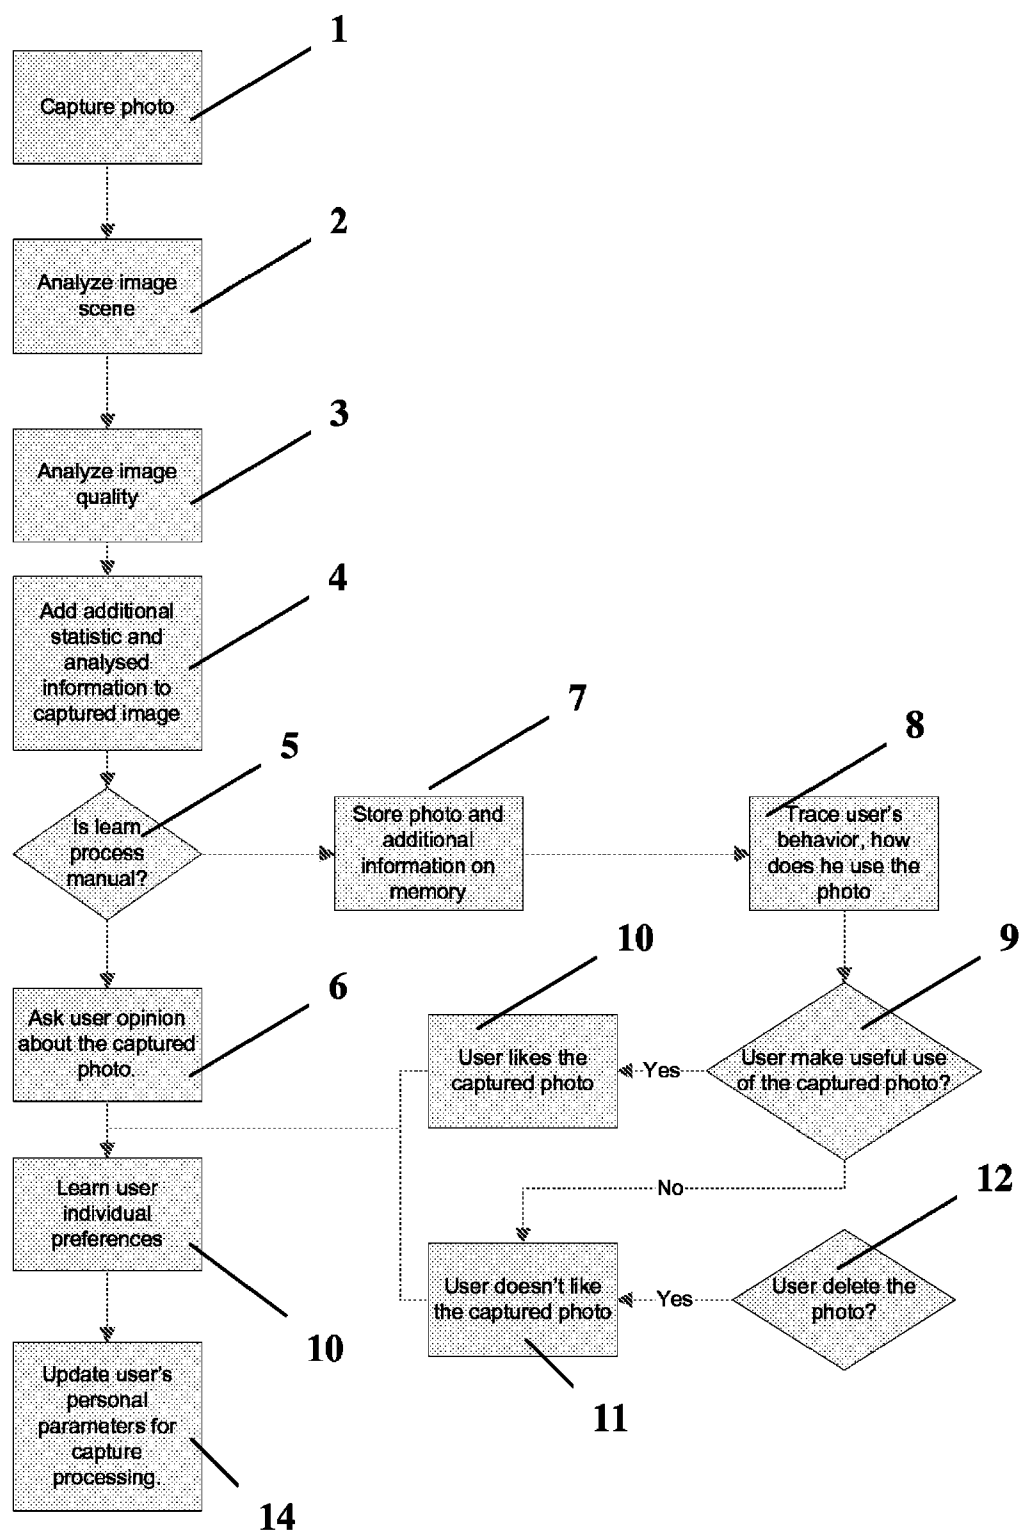 1
Capture photo
2
Analyze image
scene
3
Analyze image
quality
4
Add additional
statistic and
analysed
information to
captured image
5
Is learn
process
manual?
7
Store photo and
additional
information on
memory
8
Trace user's
behavior, how
does he use the
photo
6
Ask user opinion
about the captured
photo.
10
User likes the
captured photo
Yes
9
User make useful use
of the captured photo?
No
12
User delete the
photo?
Yes
User doesn't like
the captured photo
11
Learn user
individual
preferences
10
Update user's
personal
parameters for
capture
processing.
14